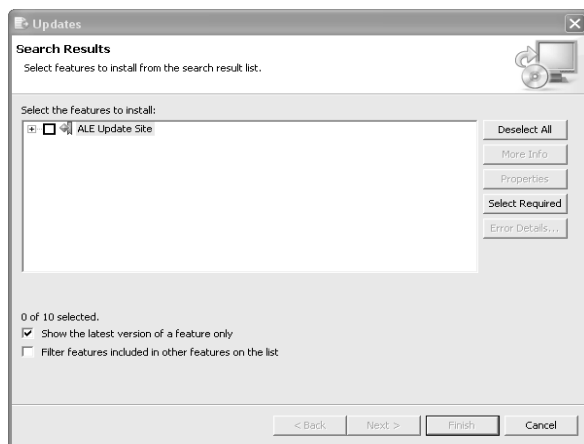 Updates
Search Results
Select features to install from the search result list.
Select the features to install:
ALE Update Site
Deselect All
More Info
Properties
Select Required
Error Details...
0 of 10 selected.
Show the latest version of a feature only
Filter features included in other features on the list
< Back
Next >
Finish
Cancel